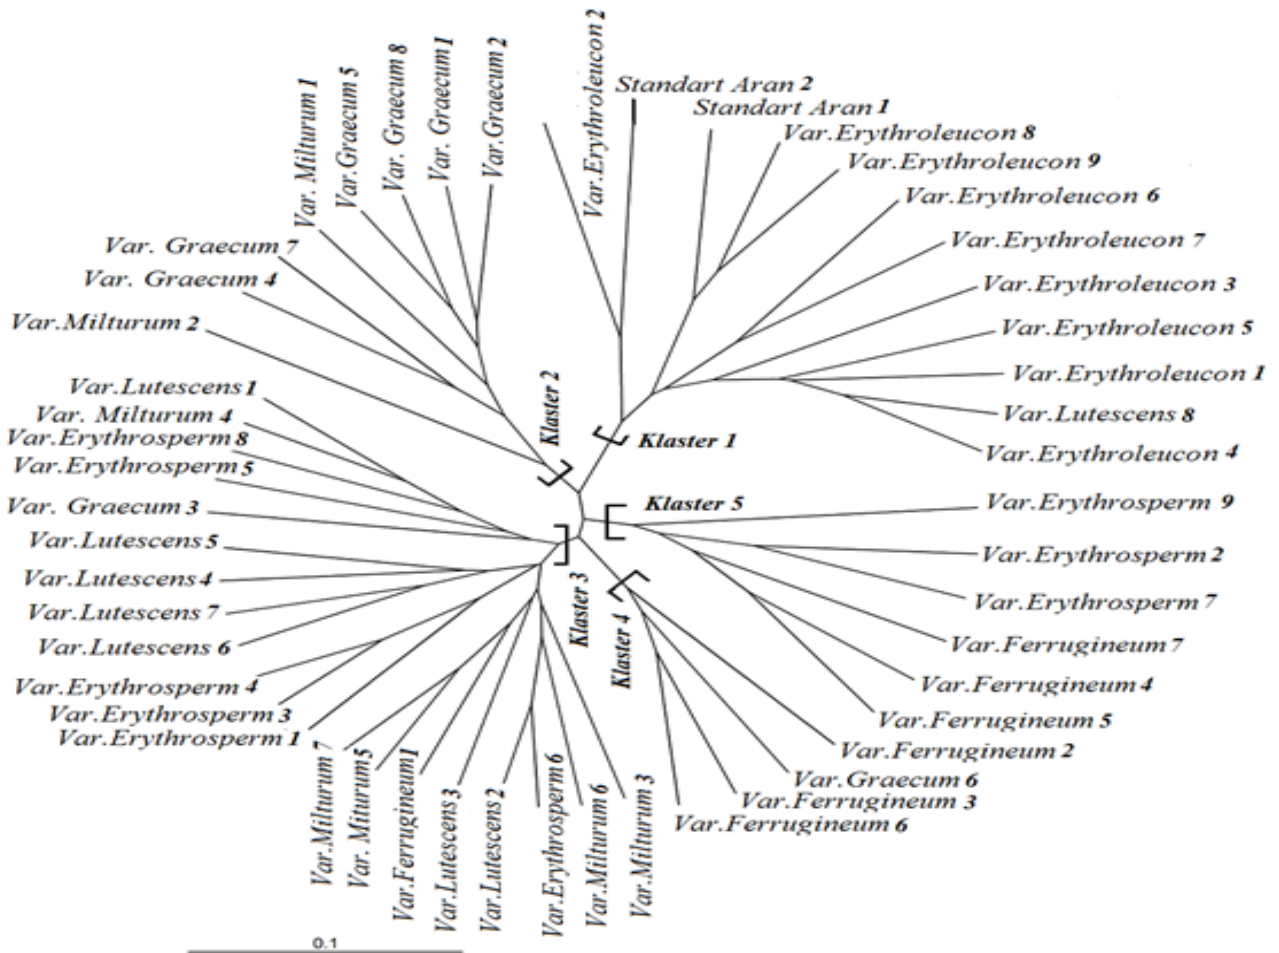 Var. Milturum 1
Var.Graecum 5
Var. Graecum 8
Var. Graecum 1
Var.Graecum 2
Var.Erythroleucon 2
Standart Aran 2
Standart Aran 1
Var.Erythroleucon 8
Var.Erythroleucon 9
Var.Erythroleucon 6
Var.Erythroleucon 7
Var.Erythroleucon 3
Var.Erythroleucon 5
Var.Erythroleucon 1
Var.Lutescens 8
Var.Erythroleucon 4
Klaster 1
Var. Graecum 7
Var. Graecum 4
Var.Milturum 2
Klaster 2
Var.Lutescens 1
Var. Milturum 4
Var.Erythrosperm 8
Var.Erythrosperm 5
Var. Graecum 3
Var.Lutescens 5
Var.Lutescens 4
Var.Lutescens 7
Var.Lutescens 6
Var.Erythrosperm 4
Var.Erythrosperm 3
Var.Erythrosperm 1
Klaster 3
Var.Milturum 7
Var. Miturum 5
Var.Ferrugineum 1
Var.Lutescens 3
Var.Lutescens 2
Var.Erythrosperm 6
Var.Milturum 6
Var.Milturum 3
Klaster 5
Var.Erythrosperm 9
Var.Erythrosperm 2
Var.Erythrosperm 7
Var.Ferrugineum 7
Var.Ferrugineum 4
Var.Ferrugineum 5
Klaster 4
Var.Ferrugineum 2
Var.Graecum 6
Var.Ferrugineum 3
Var.Ferrugineum 6
0.1